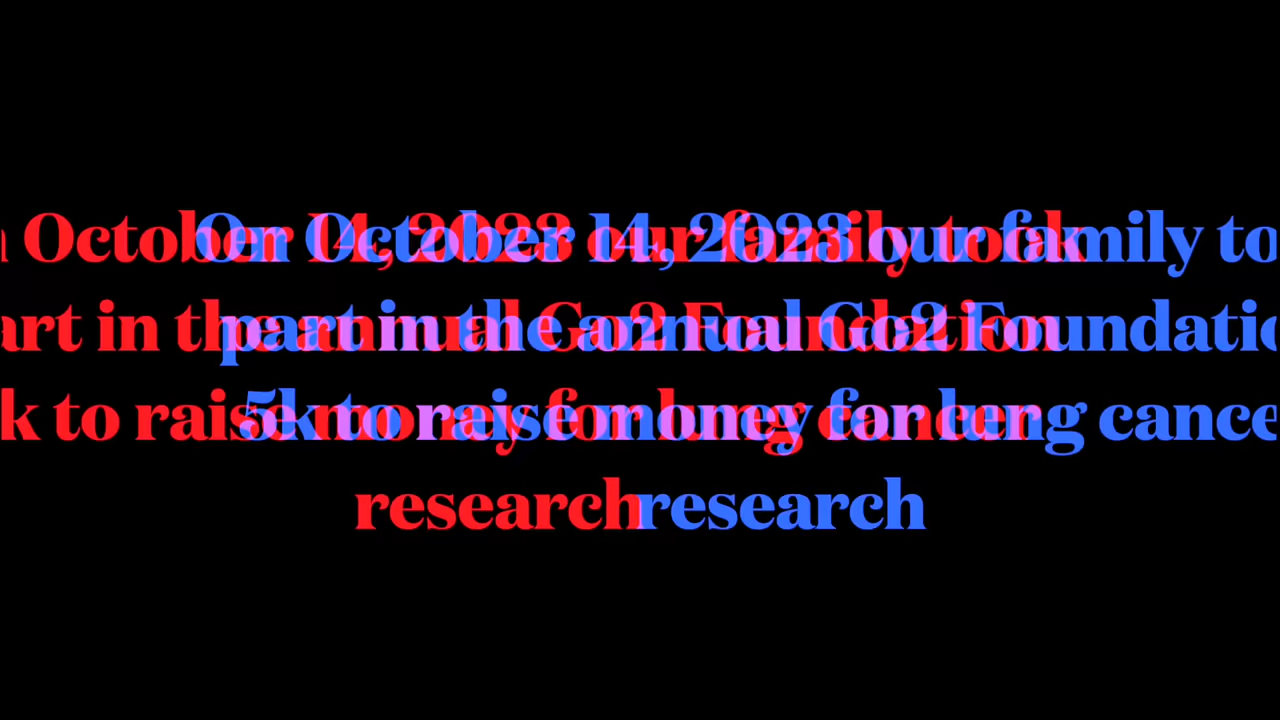 On October 14, 2023 our family took
part in the annual Go2 Foundation
5k to raise money for lung cancer
research